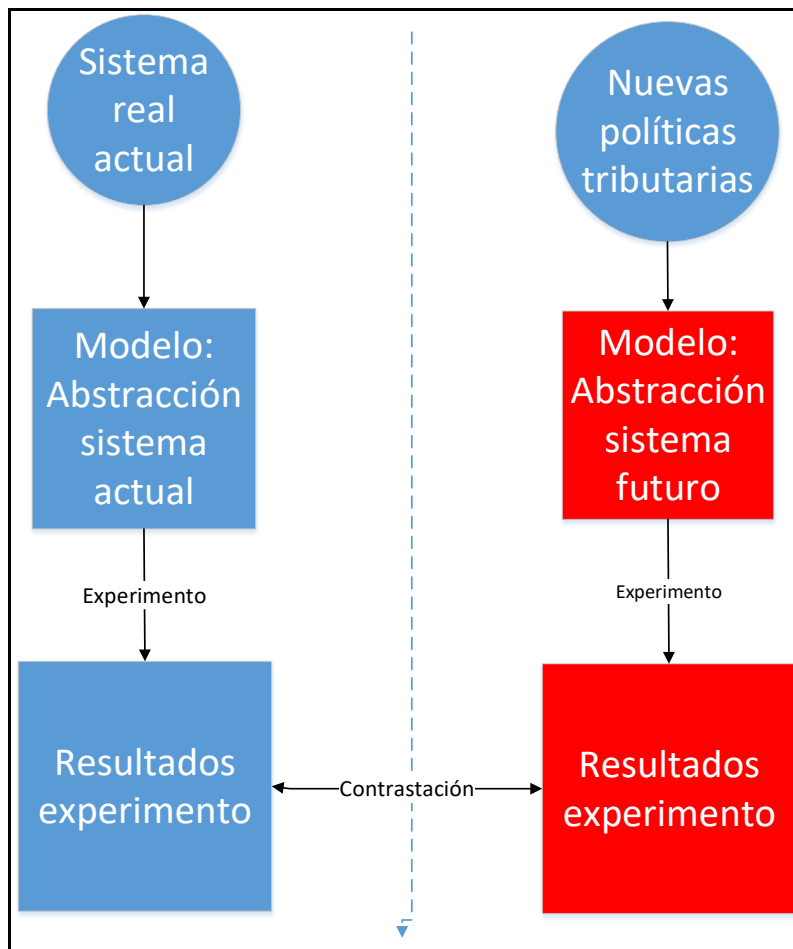 Sistema
real
actual
Modelo:
Abstracción
sistema
actual
Experimento
Resultados
experimento
Contrastación
Nuevas
políticas
tributarias
Modelo:
Abstracción
sistema
futuro
Experimento
Resultados
experimento